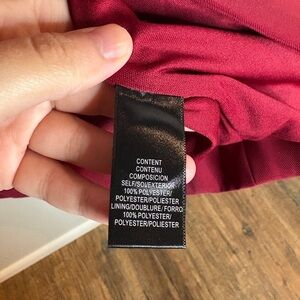 CONTENT
CONTENU
COMPOSICION
SELF/SOI/EXTERIOR
100% POLYESTER/
POLYESTER/POLIESTER
LINING/DOUBLURE/FORRO
100% POLYESTER/
POLYESTER/POLIESTER